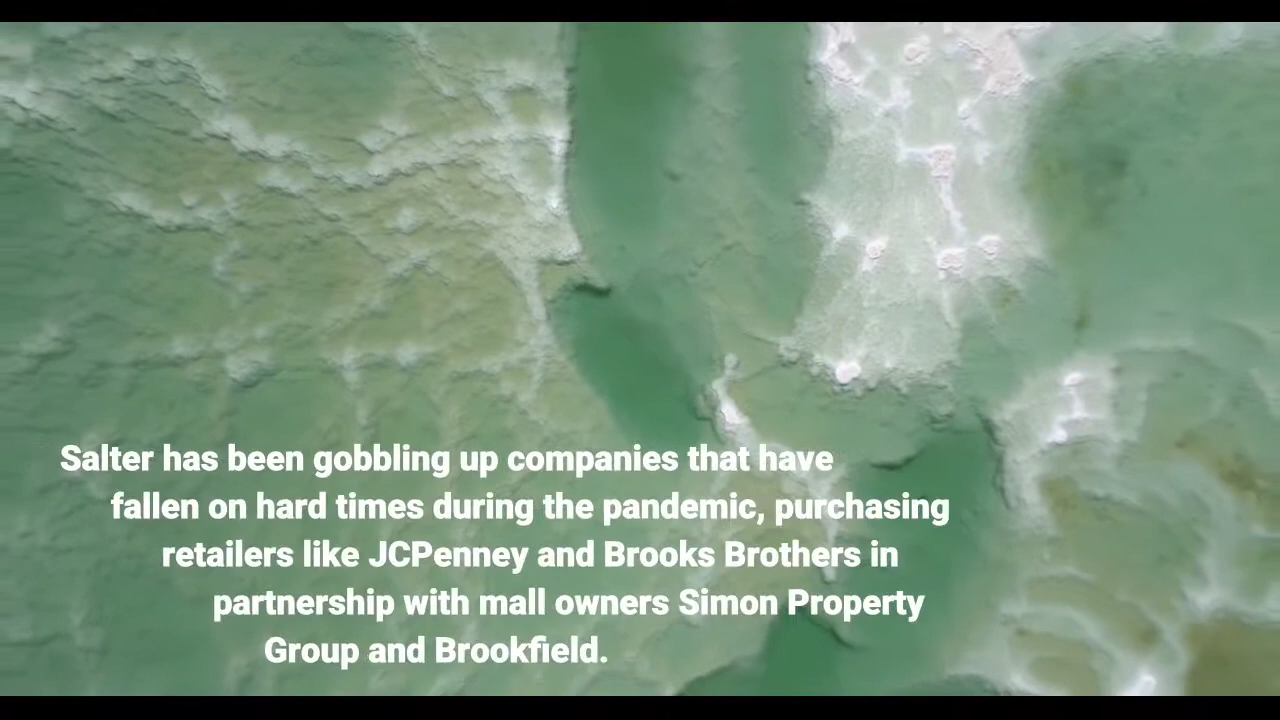 Salter has been gobbling up companies that have
fallen on hard times during the pandemic, purchasing
retailers like JCPenney and Brooks Brothers in
partnership with mall owners Simon Property
Group and Brookfield.